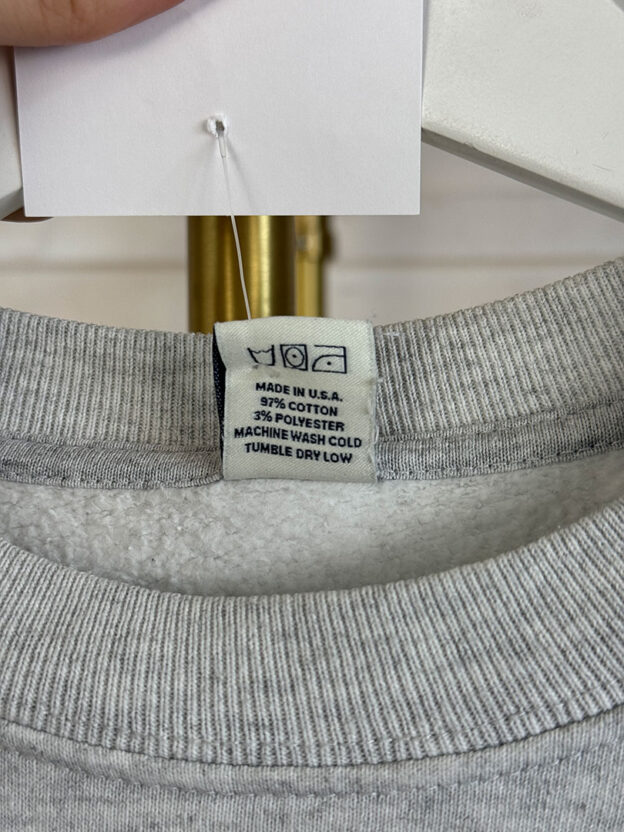 MADE IN U.S.A.
97% COTTON
3% POLYESTER
MACHINE WASH COLD
TUMBLE DRY LOW